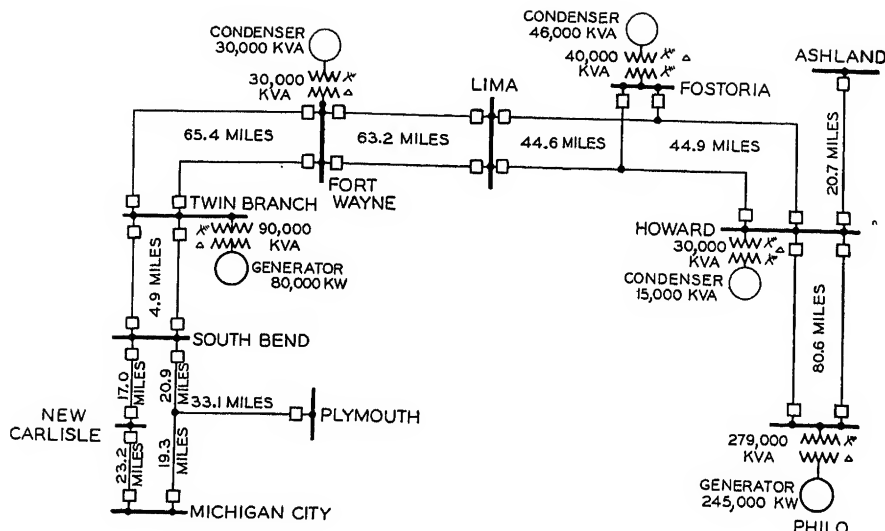 CONDENSER
30,000 KVA
30,000
KVA
CONDENSER
46,000 KVA
40,000
KVA
Δ
ASHLAND
LIMA
FOSTORIA
65.4 MILES
63.2 MILES
44.6 MILES
44.9 MILES
20.7 MILES
FORT
WAYNE
TWIN BRANCH
90,000
KVA
Δ
GENERATOR
80,000 KW
HOWARD
30,000
KVA
Δ
CONDENSER
15,000 KVA
4.9 MILES
80.6 MILES
SOUTH BEND
17.0
MILES
20.9
MILES
33.1 MILES
PLYMOUTH
NEW
CARLISLE
23.2
MILES
19.3
MILES
MICHIGAN CITY
279,000
KVA
Δ
GENERATOR
245,000 KW
PHILO